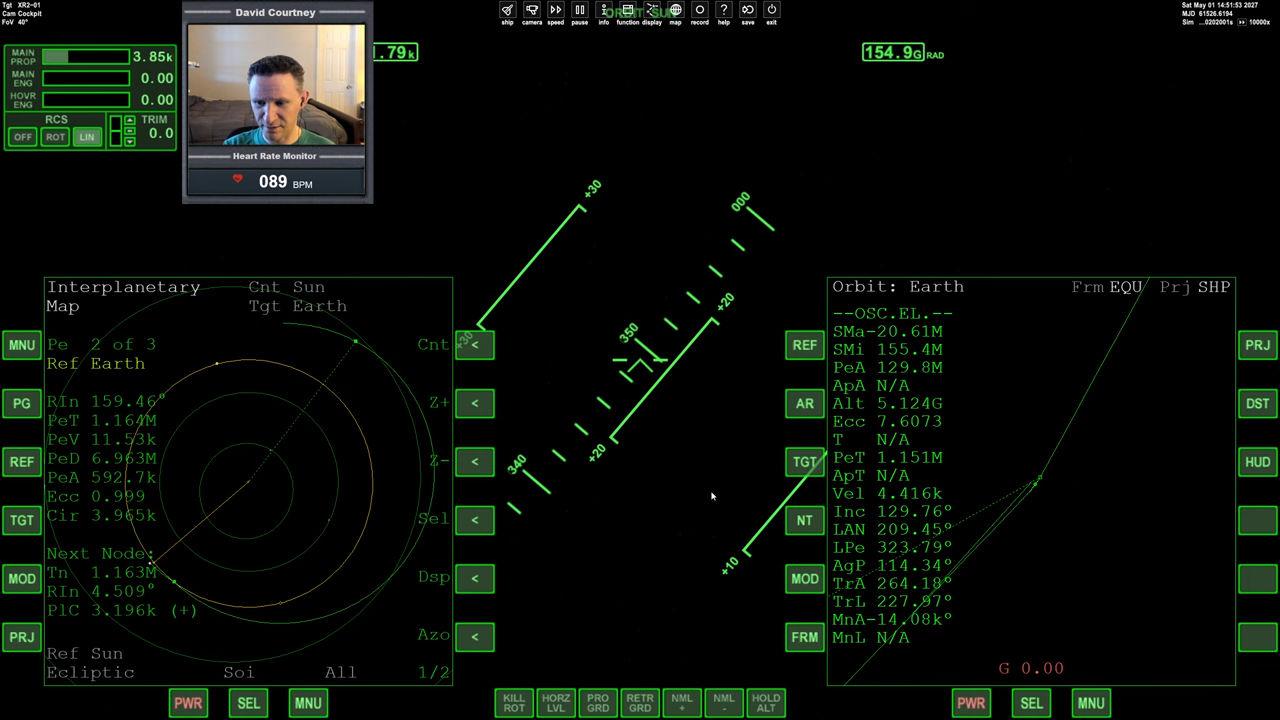 Tgt XR2-01
Cam Cockpit
FoV 40°
David Courtney
Heart Rate Monitor
089 BPM
ship camera speed pause info function display map record help save exit
ORBIT SUN
Sat May 01 14:51:53 2027
MJD 61526.6194
Sim ...0202001s 10000x
MAIN PROP 3.85k
MAIN ENG 0.00
HOVR ENG 0.00
RCS TRIM
OFF ROT LIN 0.0
.79k
154.9G RAD
+30
+30
000
+20
350
+20
340
+10
Interplanetary Map
Cnt Sun
Tgt Earth
Pe 2 of 3
Ref Earth
RIn 159.46°
PeT 1.164M
PeV 11.53k
PeD 6.963M
PeA 592.7k
Ecc 0.999
Cir 3.965k
Next Node:
Tn 1.163M
RIn 4.509°
PlC 3.196k (+)
Ref Sun
Ecliptic Soi All 1/2
Cnt
Z+
Z-
Sel
Dsp
Azo
MNU
PG
REF
TGT
MOD
PRJ
<
<
<
<
<
<
PWR SEL MNU
KILL ROT
HORZ LVL
PRO GRD
RETR GRD
NML +
NML -
HOLD ALT
REF
AR
TGT
NT
MOD
FRM
Orbit: Earth Frm EQU Prj SHP
--OSC.EL.--
SMa-20.61M
SMi 155.4M
PeA 129.8M
ApA N/A
Alt 5.124G
Ecc 7.6073
T N/A
PeT 1.151M
ApT N/A
Vel 4.416k
Inc 129.76°
LAN 209.45°
LPe 323.79°
AgP 114.34°
TrA 264.18°
TrL 227.97°
MnA-14.08k°
MnL N/A
G 0.00
PRJ
DST
HUD
PWR SEL MNU